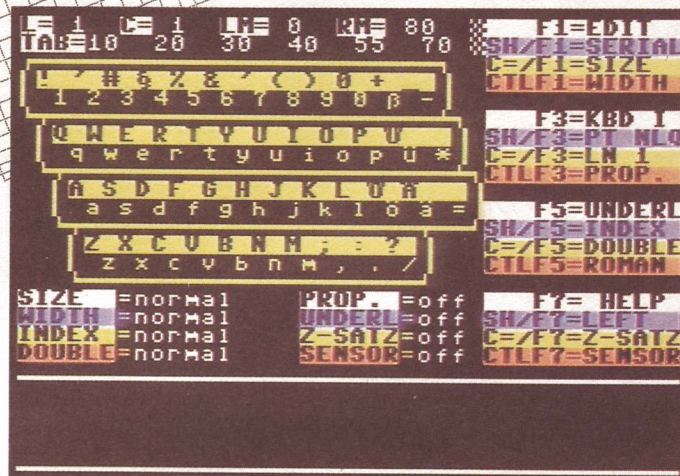 L= 1 C= 1 LM= 0 RM= 80
TAB=10 20 30 40 55 70
! ´ # § % & ' ( ) 0 +
1 2 3 4 5 6 7 8 9 0 ß -
Q W E R T Y U I O P Ü
q w e r t y u i o p ü *
A S D F G H J K L Ö Ä
a s d f g h j k l ö ä =
Z X C V B N M ; : ?
z x c v b n m , . /
SIZE =normal PROP. =off
WIDTH =normal UNDERL=off
INDEX =normal Z-SATZ=off
DOUBLE=normal SENSOR=off
F1=EDIT
SH/F1=SERIAL
C=/F1=SIZE
CTLF1=WIDTH
F3=KBD I
SH/F3=PT NLQ
C=/F3=LN 1
CTLF3=PROP.
F5=UNDERL
SH/F5=INDEX
C=/F5=DOUBLE
CTLF5=ROMAN
F7= HELP
SH/F7=LEFT
C=/F7=Z-SATZ
CTLF7=SENSOR